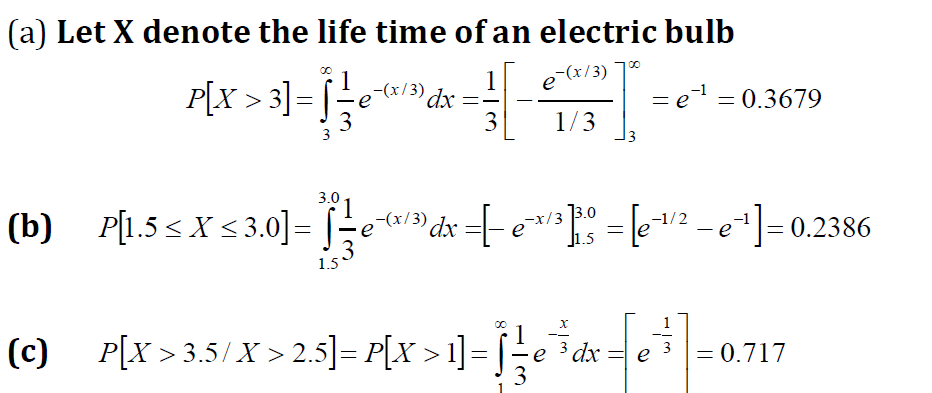 (a) Let X denote the life time of an electric bulb
P[X > 3] = ∫_3^∞ 1/3 e^{-(x/3)} dx = 1/3 [ - e^{-(x/3)} / 1/3 ]_3^∞ = e^{-1} = 0.3679
(b) P[1.5 ≤ X ≤ 3.0] = ∫_{1.5}^{3.0} 1/3 e^{-(x/3)} dx = [- e^{-x/3}]_{1.5}^{3.0} = [e^{-1/2} - e^{-1}] = 0.2386
(c) P[X > 3.5 / X > 2.5] = P[X > 1] = ∫_1^∞ 1/3 e^{-x/3} dx = [e^{-1/3}] = 0.717